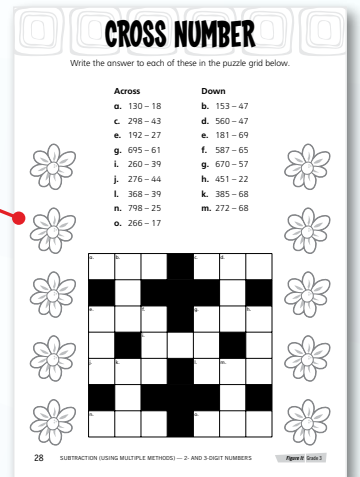 CROSS NUMBER
Write the answer to each of these in the puzzle grid below.
Across
a. 130 – 18
c. 298 – 43
e. 192 – 27
g. 695 – 61
i. 260 – 39
j. 276 – 44
l. 368 – 39
n. 798 – 25
o. 266 – 17
Down
b. 153 – 47
d. 560 – 47
e. 181 – 69
f. 587 – 65
g. 670 – 57
h. 451 – 22
k. 385 – 68
m. 272 – 68
a. b. c. d.
e. f. g. h.
i.
j. k. l. m.
n. o.
28 SUBTRACTION (USING MULTIPLE METHODS) — 2- AND 3-DIGIT NUMBERS Figure It Grade 3